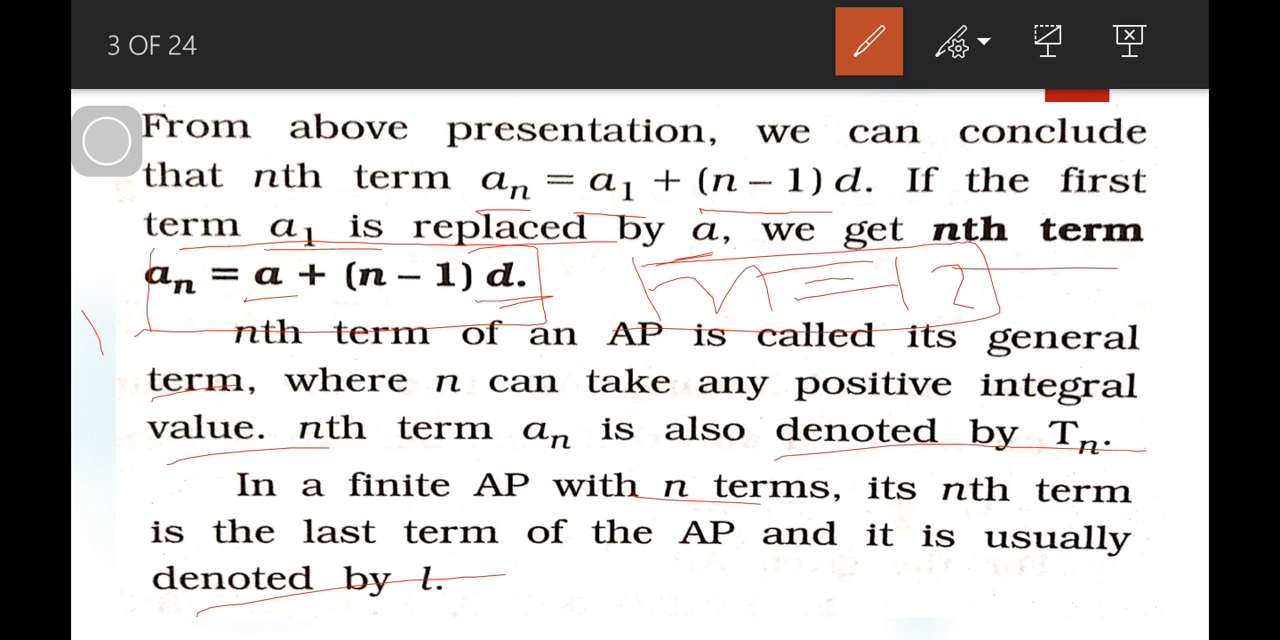 3 OF 24
From above presentation, we can conclude
that nth term aₙ = a₁ + (n – 1) d. If the first
term a₁ is replaced by a, we get nth term
aₙ = a + (n – 1) d.
n = 12
nth term of an AP is called its general
term, where n can take any positive integral
value. nth term aₙ is also denoted by Tₙ.
In a finite AP with n terms, its nth term
is the last term of the AP and it is usually
denoted by l.